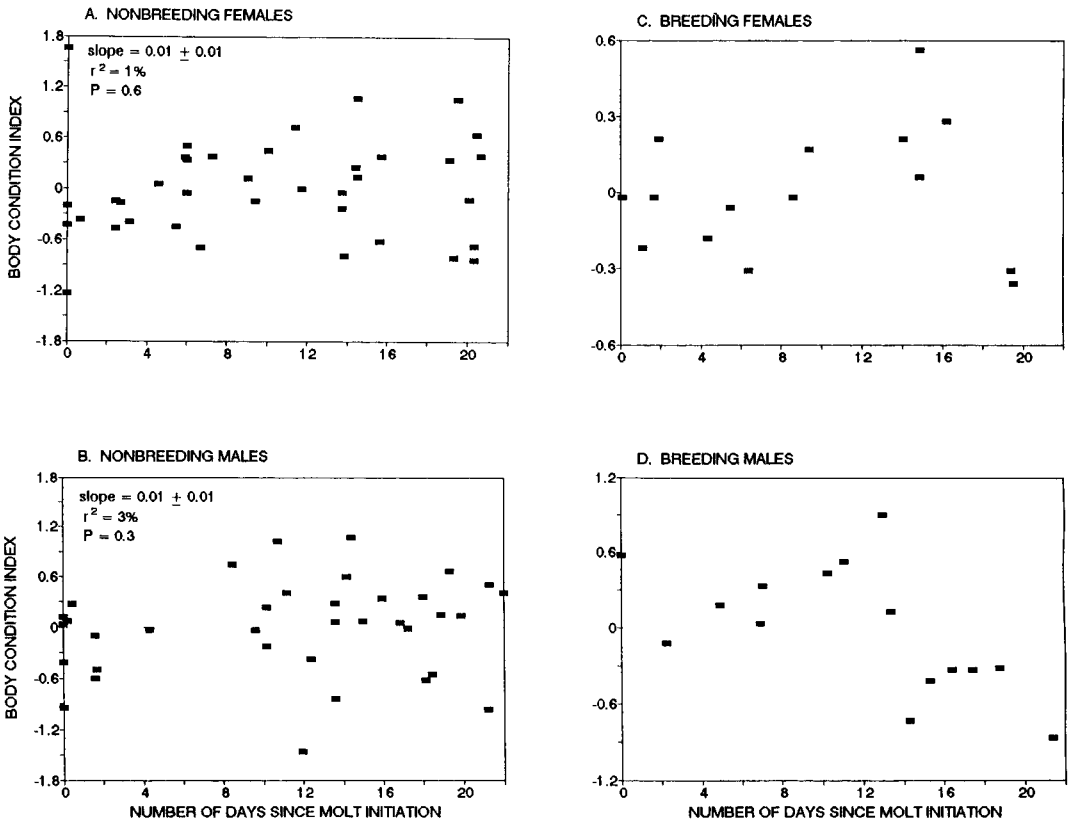 A. NONBREEDING FEMALES
slope = 0.01 ± 0.01
r² = 1%
P = 0.6
BODY CONDITION INDEX
1.8
1.2
0.6
0
-0.6
-1.2
-1.8
0 4 8 12 16 20
C. BREEDING FEMALES
0.6
0.3
0
-0.3
-0.6
0 4 8 12 16 20
B. NONBREEDING MALES
slope = 0.01 ± 0.01
r² = 3%
P = 0.3
BODY CONDITION INDEX
1.8
1.2
0.6
0
-0.6
-1.2
-1.8
0 4 8 12 16 20
NUMBER OF DAYS SINCE MOLT INITIATION
D. BREEDING MALES
1.2
0.6
0
-0.6
-1.2
0 4 8 12 16 20
NUMBER OF DAYS SINCE MOLT INITIATION